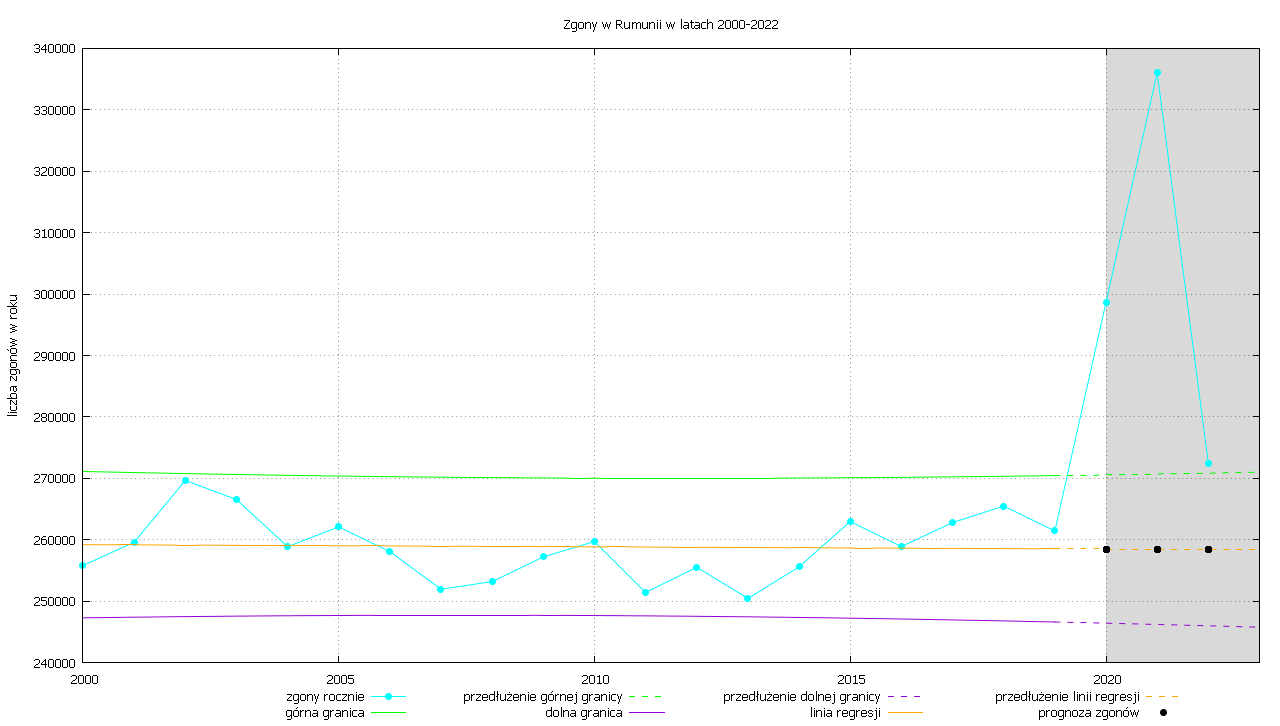 Zgony w Rumunii w latach 2000-2022
340000
330000
320000
310000
300000
290000
280000
270000
260000
250000
240000
liczba zgonów w roku
2000 2005 2010 2015 2020
zgony rocznie przedłużenie górnej granicy przedłużenie dolnej granicy przedłużenie linii regresji
górna granica dolna granica linia regresji prognoza zgonów